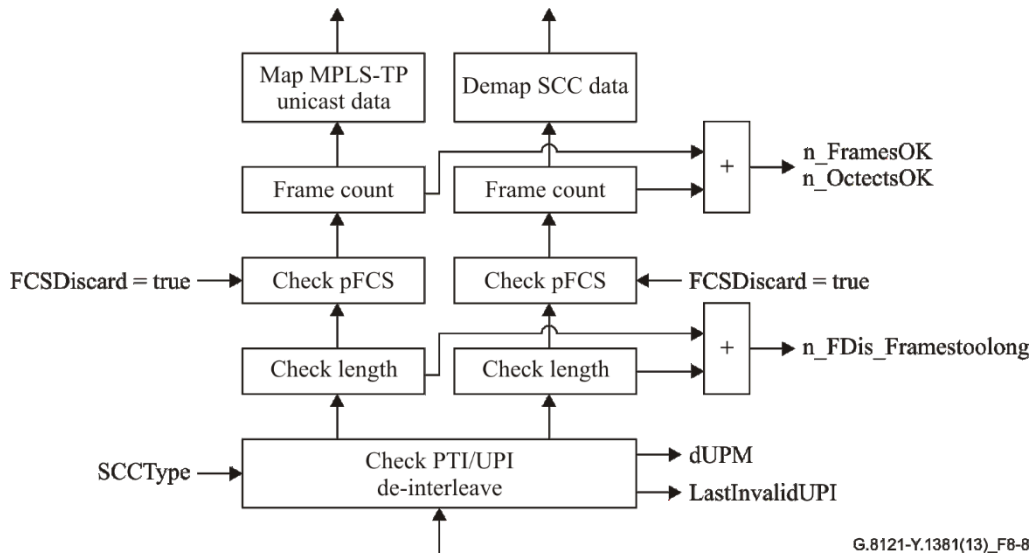 Map MPLS-TP
unicast data
Demap SCC data
Frame count
Frame count
+
n_FramesOK
n_OctectsOK
FCSDiscard = true
Check pFCS
Check pFCS
FCSDiscard = true
Check length
Check length
+
n_FDis_Framestoolong
SCCType
Check PTI/UPI
de-interleave
dUPM
LastInvalidUPI
G.8121-Y.1381(13)_F8-8